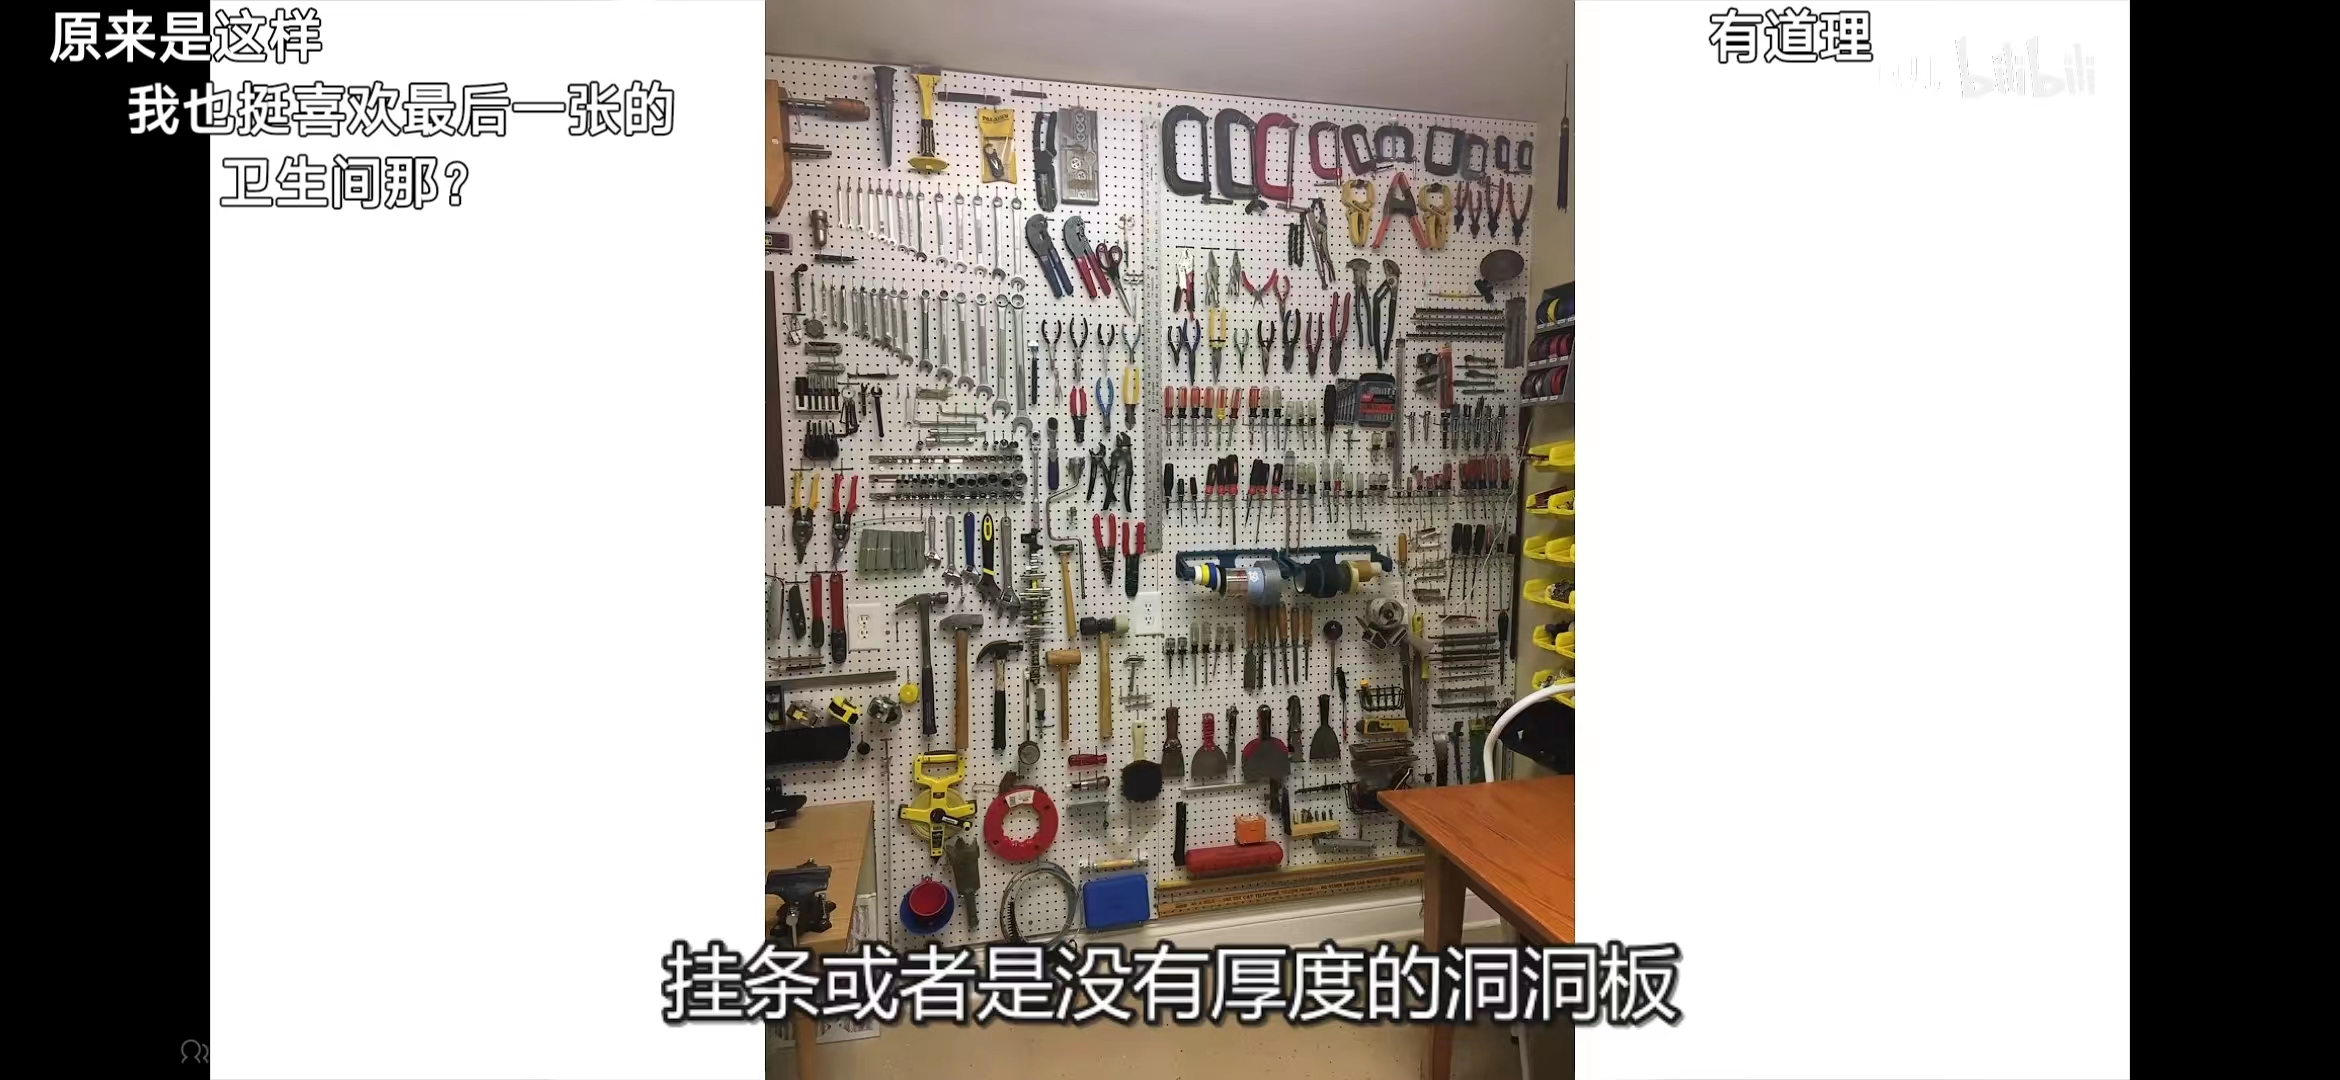 原来是这样
有道理
bilibili
我也挺喜欢最后一张的
卫生间那？
挂条或者是没有厚度的洞洞板